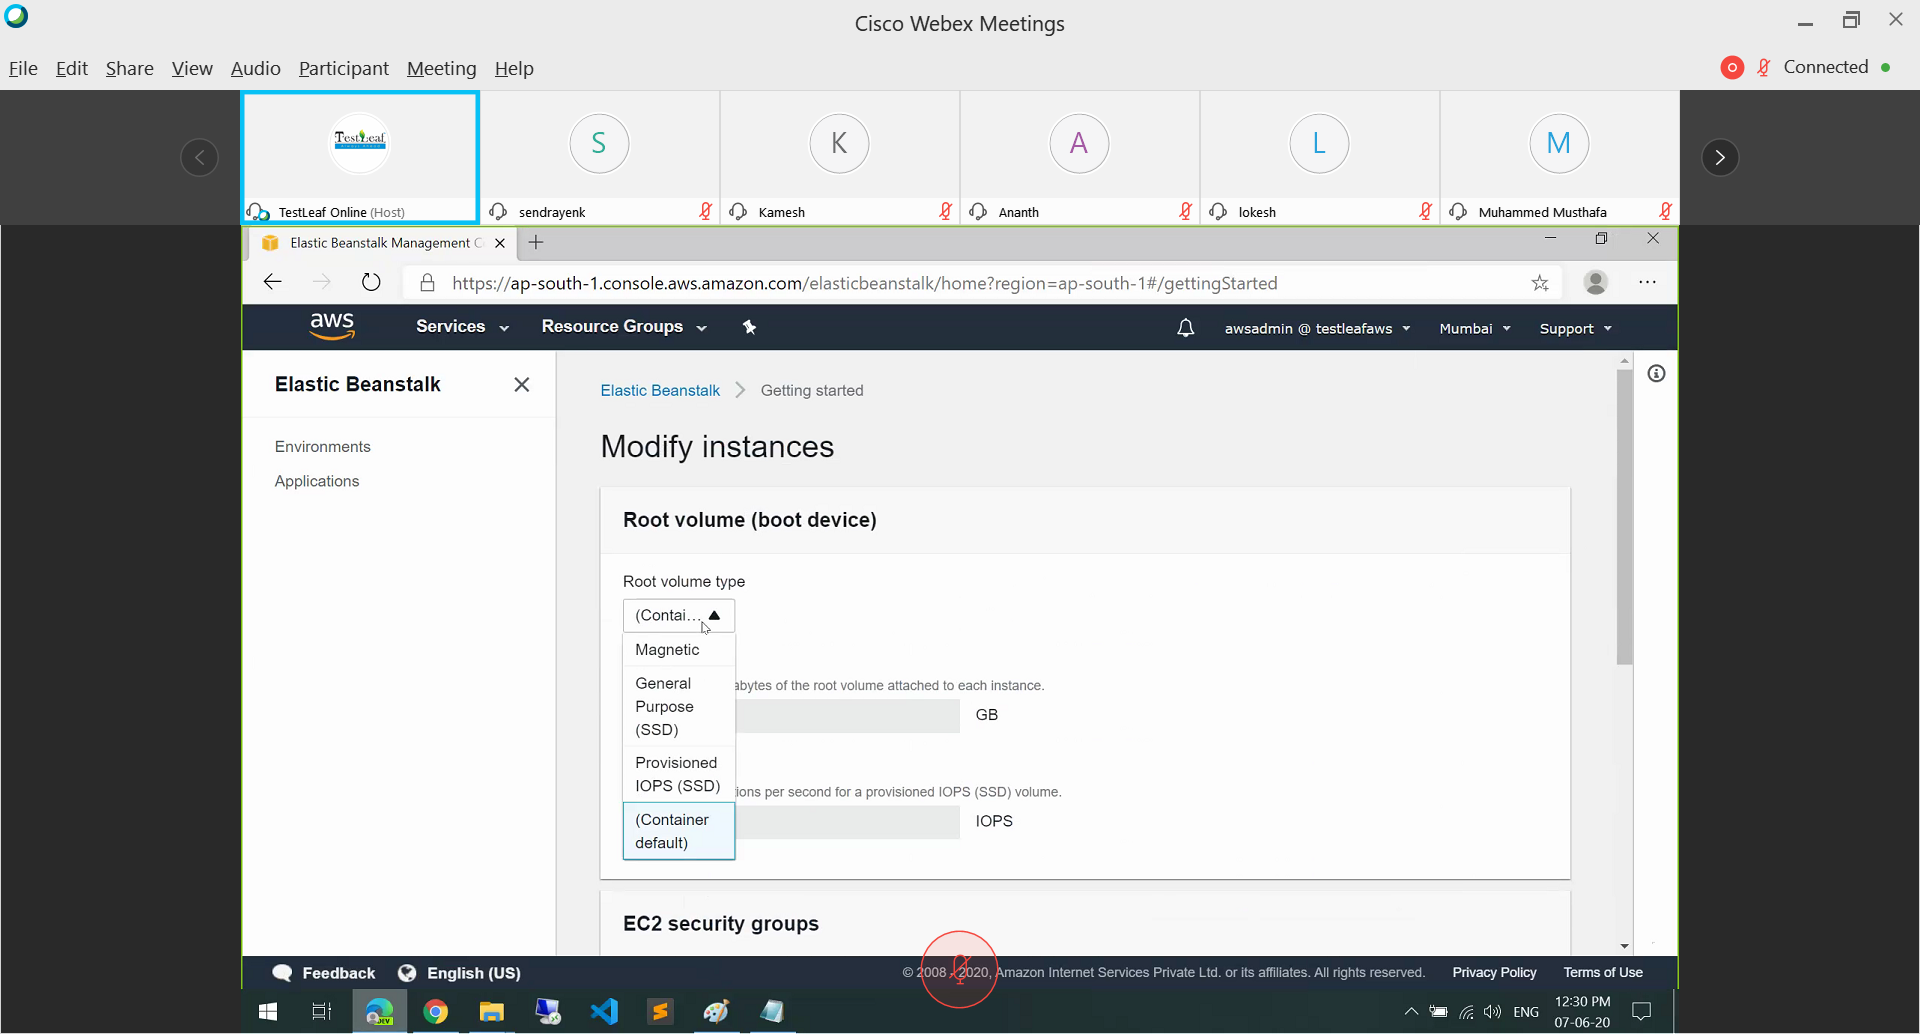 Cisco Webex Meetings
File Edit Share View Audio Participant Meeting Help
Connected
TestLeaf
S
K
A
L
M
TestLeaf Online (Host)
sendrayenk
Kamesh
Ananth
lokesh
Muhammed Musthafa
Elastic Beanstalk Management C
https://ap-south-1.console.aws.amazon.com/elasticbeanstalk/home?region=ap-south-1#/gettingStarted
aws
Services
Resource Groups
awsadmin @ testleafaws
Mumbai
Support
Elastic Beanstalk
Environments
Applications
Elastic Beanstalk > Getting started
Modify instances
Root volume (boot device)
Root volume type
(Contai...
Magnetic
General
Purpose
(SSD)
Provisioned
IOPS (SSD)
(Container
default)
abytes of the root volume attached to each instance.
GB
ions per second for a provisioned IOPS (SSD) volume.
IOPS
EC2 security groups
Feedback
English (US)
© 2008 - 2020, Amazon Internet Services Private Ltd. or its affiliates. All rights reserved.
Privacy Policy
Terms of Use
DEV
ENG
12:30 PM
07-06-20